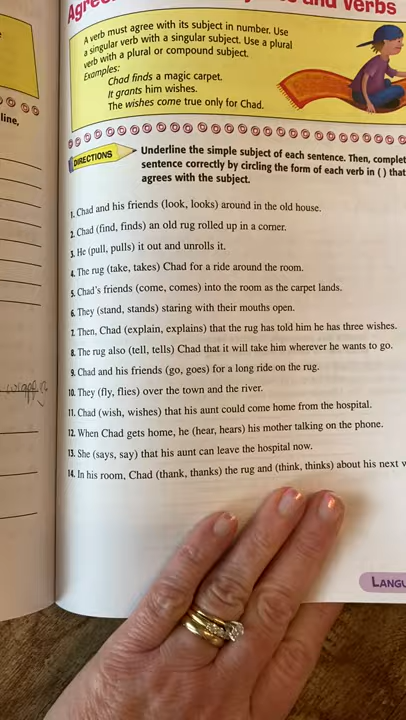 and Verbs
A verb must agree with its subject in number. Use
a singular verb with a singular subject. Use a plural
verb with a plural or compound subject.
Examples:
Chad finds a magic carpet.
It grants him wishes.
The wishes come true only for Chad.
line,
DIRECTIONS
Underline the simple subject of each sentence. Then, complet
sentence correctly by circling the form of each verb in ( ) that
agrees with the subject.
1. Chad and his friends (look, looks) around in the old house.
2. Chad (find, finds) an old rug rolled up in a corner.
3. He (pull, pulls) it out and unrolls it.
4. The rug (take, takes) Chad for a ride around the room.
5. Chad's friends (come, comes) into the room as the carpet lands.
6. They (stand, stands) staring with their mouths open.
7. Then, Chad (explain, explains) that the rug has told him he has three wishes.
8. The rug also (tell, tells) Chad that it will take him wherever he wants to go.
9. Chad and his friends (go, goes) for a long ride on the rug.
10. They (fly, flies) over the town and the river.
11. Chad (wish, wishes) that his aunt could come home from the hospital.
12. When Chad gets home, he (hear, hears) his mother talking on the phone.
13. She (says, say) that his aunt can leave the hospital now.
14. In his room, Chad (thank, thanks) the rug and (think, thinks) about his next w
LANGU